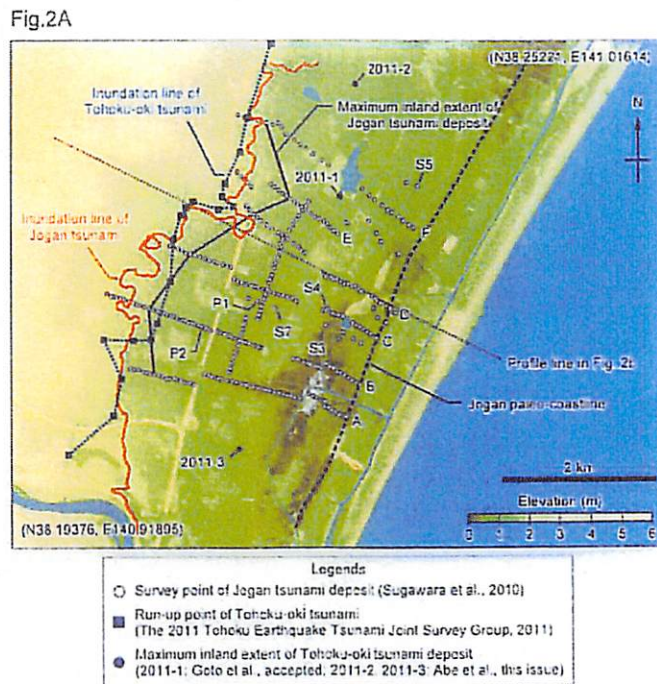 Fig.2A
(N38.25221, E141.01614)
2011-2
Inundation line of
Tohoku-oki tsunami
Maximum inland extent of
Jogan tsunami deposit
N
S5
2011-1
Inundation line of
Jogan tsunami
E
F
S4
P1
D
S7
C
P2
S3
Profile line in Fig. 2b
B
Jogan paleo-coastline
A
2011-3
2 km
Elevation (m)
0 1 2 3 4 5 6
(N38.19376, E140.91895)
Legends
Survey point of Jogan tsunami deposit (Sugawara et al., 2010)
Run-up point of Tohoku-oki tsunami
(The 2011 Tohoku Earthquake Tsunami Joint Survey Group, 2011)
Maximum inland extent of Tohoku-oki tsunami deposit
(2011-1: Goto et al., accepted; 2011-2, 2011-3: Abe et al., this issue)